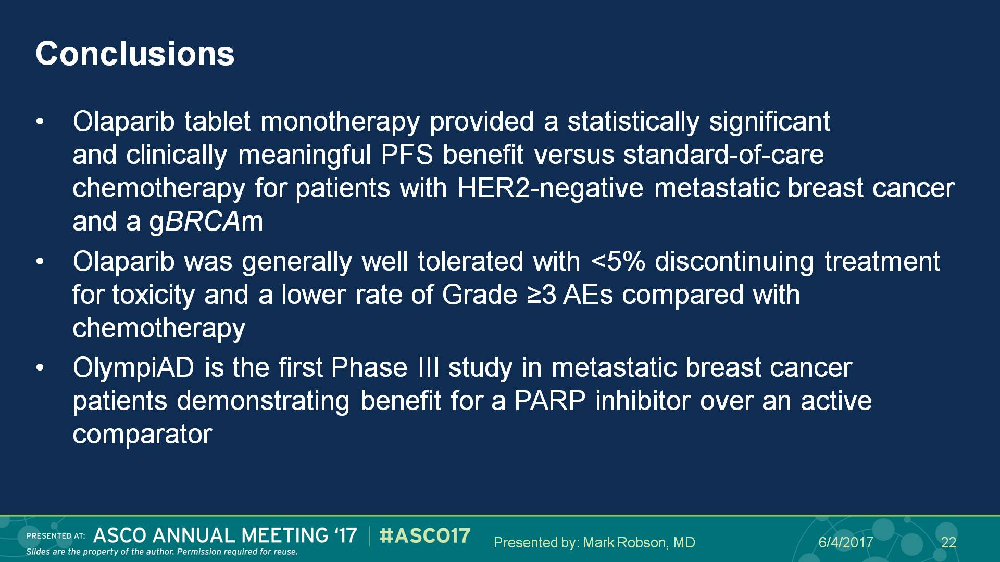 Conclusions
• Olaparib tablet monotherapy provided a statistically significant
and clinically meaningful PFS benefit versus standard-of-care
chemotherapy for patients with HER2-negative metastatic breast cancer
and a gBRCAm
• Olaparib was generally well tolerated with <5% discontinuing treatment
for toxicity and a lower rate of Grade ≥3 AEs compared with
chemotherapy
• OlympiAD is the first Phase III study in metastatic breast cancer
patients demonstrating benefit for a PARP inhibitor over an active
comparator
PRESENTED AT: ASCO ANNUAL MEETING ‘17 | #ASCO17
Slides are the property of the author. Permission required for reuse.
Presented by: Mark Robson, MD
6/4/2017
22